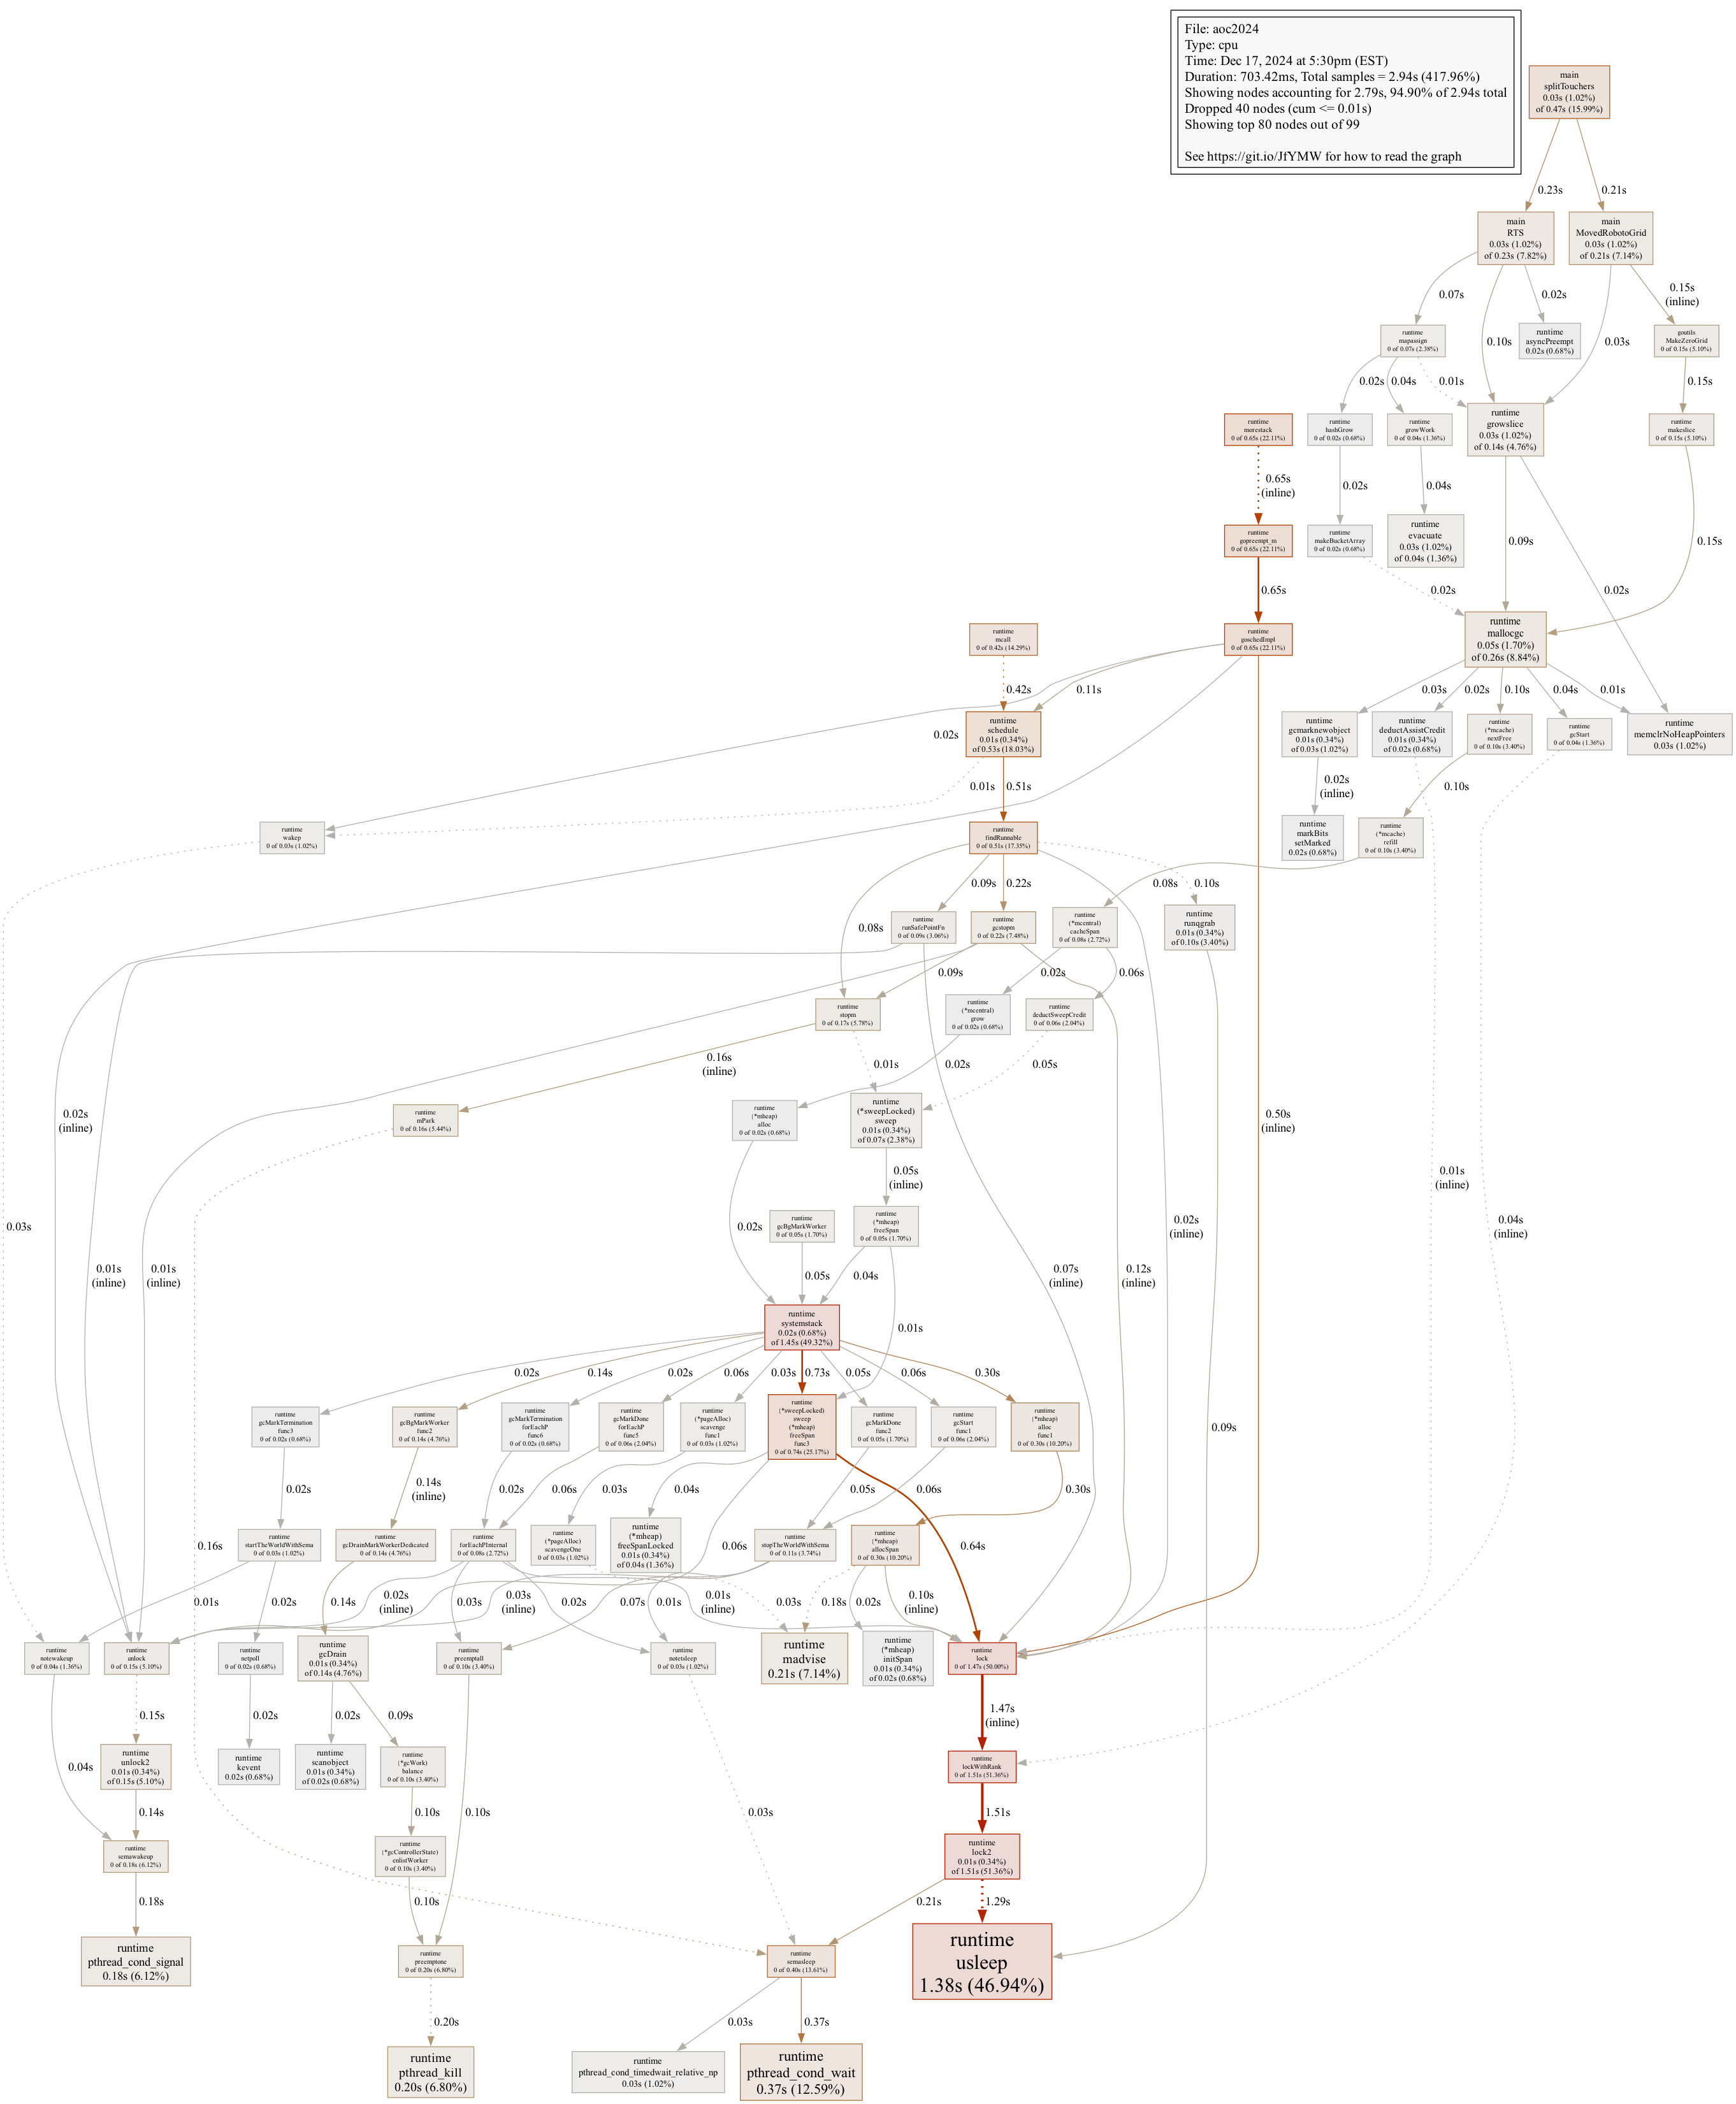 File: aoc2024
Type: cpu
Time: Dec 17, 2024 at 5:30pm (EST)
Duration: 703.42ms, Total samples = 2.94s (417.96%)
Showing nodes accounting for 2.79s, 94.90% of 2.94s total
Dropped 40 nodes (cum <= 0.01s)
Showing top 80 nodes out of 99
See https://git.io/JfYMW for how to read the graph
main
splitTouchers
0.03s (1.02%)
of 0.47s (15.99%)
0.23s
0.21s
main
RTS
0.03s (1.02%)
of 0.23s (7.82%)
main
MovedRobotoGrid
0.03s (1.02%)
of 0.21s (7.14%)
0.07s
0.10s
0.02s
0.03s
0.15s
(inline)
runtime
mapassign
0 of 0.07s (2.38%)
runtime
asyncPreempt
0.02s (0.68%)
goutils
MakeZeroGrid
0 of 0.15s (5.10%)
0.02s
0.04s
0.01s
0.15s
runtime
morestack
0 of 0.65s (22.11%)
runtime
hashGrow
0 of 0.02s (0.68%)
runtime
growWork
0 of 0.04s (1.36%)
runtime
growslice
0.03s (1.02%)
of 0.14s (4.76%)
runtime
makeslice
0 of 0.15s (5.10%)
0.65s
(inline)
0.02s
0.04s
0.09s
0.02s
0.15s
runtime
gopreempt_m
0 of 0.65s (22.11%)
runtime
makeBucketArray
0 of 0.02s (0.68%)
runtime
evacuate
0.03s (1.02%)
of 0.04s (1.36%)
0.65s
0.02s
runtime
mcall
0 of 0.42s (14.29%)
runtime
goschedImpl
0 of 0.65s (22.11%)
runtime
mallocgc
0.05s (1.70%)
of 0.26s (8.84%)
0.42s
0.11s
0.02s
0.03s
0.02s
0.10s
0.04s
0.01s
runtime
schedule
0.01s (0.34%)
of 0.53s (18.03%)
runtime
gcmarknewobject
0.01s (0.34%)
of 0.03s (1.02%)
runtime
deductAssistCredit
0.01s (0.34%)
of 0.02s (0.68%)
runtime
(*mcache)
nextFree
0 of 0.10s (3.40%)
runtime
gcStart
0 of 0.04s (1.36%)
runtime
memclrNoHeapPointers
0.03s (1.02%)
0.01s
0.51s
0.02s
(inline)
0.10s
runtime
wakep
0 of 0.03s (1.02%)
runtime
findRunnable
0 of 0.51s (17.35%)
runtime
markBits
setMarked
0.02s (0.68%)
runtime
(*mcache)
refill
0 of 0.10s (3.40%)
0.08s
0.09s
0.22s
0.08s
0.10s
runtime
runSafePointFn
0 of 0.09s (3.06%)
runtime
gcstopm
0 of 0.22s (7.48%)
runtime
(*mcentral)
cacheSpan
0 of 0.08s (2.72%)
runtime
runqgrab
0.01s (0.34%)
of 0.10s (3.40%)
0.09s
0.02s
0.06s
runtime
stopm
0 of 0.17s (5.78%)
runtime
(*mcentral)
grow
0 of 0.02s (0.68%)
runtime
deductSweepCredit
0 of 0.06s (2.04%)
0.16s
(inline)
0.01s
0.02s
0.05s
0.02s
(inline)
runtime
mPark
0 of 0.16s (5.44%)
runtime
(*mheap)
alloc
0 of 0.02s (0.68%)
runtime
(*sweepLocked)
sweep
0.01s (0.34%)
of 0.07s (2.38%)
0.50s
(inline)
0.05s
(inline)
0.01s
(inline)
0.03s
0.02s
runtime
gcBgMarkWorker
0 of 0.05s (1.70%)
runtime
(*mheap)
freeSpan
0 of 0.05s (1.70%)
0.02s
(inline)
0.04s
(inline)
0.01s
(inline)
0.01s
(inline)
0.05s
0.04s
0.07s
(inline)
0.12s
(inline)
runtime
systemstack
0.02s (0.68%)
of 1.45s (49.32%)
0.01s
0.02s
0.14s
0.02s
0.06s
0.03s
0.73s
0.05s
0.06s
0.30s
runtime
gcMarkTermination
func3
0 of 0.02s (0.68%)
runtime
gcBgMarkWorker
func2
0 of 0.14s (4.76%)
runtime
gcMarkTermination
forEachP
func6
0 of 0.02s (0.68%)
runtime
gcMarkDone
forEachP
func5
0 of 0.06s (2.04%)
runtime
(*pageAlloc)
scavenge
func1
0 of 0.03s (1.02%)
runtime
(*sweepLocked)
sweep
(*mheap)
freeSpan
func3
0 of 0.74s (25.17%)
runtime
gcMarkDone
func2
0 of 0.05s (1.70%)
runtime
gcStart
func1
0 of 0.06s (2.04%)
runtime
(*mheap)
alloc
func1
0 of 0.30s (10.20%)
0.09s
0.02s
0.14s
(inline)
0.02s
0.06s
0.03s
0.04s
0.05s
0.06s
0.30s
runtime
startTheWorldWithSema
0 of 0.03s (1.02%)
runtime
gcDrainMarkWorkerDedicated
0 of 0.14s (4.76%)
runtime
forEachPInternal
0 of 0.08s (2.72%)
runtime
(*pageAlloc)
scavengeOne
0 of 0.03s (1.02%)
runtime
(*mheap)
freeSpanLocked
0.01s (0.34%)
of 0.04s (1.36%)
runtime
stopTheWorldWithSema
0 of 0.11s (3.74%)
runtime
(*mheap)
allocSpan
0 of 0.30s (10.20%)
0.16s
0.06s
0.64s
0.01s
0.02s
0.14s
0.02s
(inline)
0.03s
0.03s
(inline)
0.02s
0.07s
0.01s
0.01s
(inline)
0.03s
0.18s
0.02s
0.10s
(inline)
runtime
notewakeup
0 of 0.04s (1.36%)
runtime
unlock
0 of 0.15s (5.10%)
runtime
netpoll
0 of 0.02s (0.68%)
runtime
gcDrain
0.01s (0.34%)
of 0.14s (4.76%)
runtime
preemptall
0 of 0.10s (3.40%)
runtime
notetsleep
0 of 0.03s (1.02%)
runtime
madvise
0.21s (7.14%)
runtime
(*mheap)
initSpan
0.01s (0.34%)
of 0.02s (0.68%)
runtime
lock
0 of 1.47s (50.00%)
0.15s
0.02s
0.02s
0.09s
1.47s
(inline)
0.04s
runtime
unlock2
0.01s (0.34%)
of 0.15s (5.10%)
runtime
kevent
0.02s (0.68%)
runtime
scanobject
0.01s (0.34%)
of 0.02s (0.68%)
runtime
(*gcWork)
balance
0 of 0.10s (3.40%)
runtime
lockWithRank
0 of 1.51s (51.36%)
0.14s
0.10s
0.10s
0.03s
1.51s
runtime
semawakeup
0 of 0.18s (6.12%)
runtime
(*gcControllerState)
enlistWorker
0 of 0.10s (3.40%)
runtime
lock2
0.01s (0.34%)
of 1.51s (51.36%)
0.18s
0.10s
0.21s
1.29s
runtime
pthread_cond_signal
0.18s (6.12%)
runtime
preemptone
0 of 0.20s (6.80%)
runtime
semasleep
0 of 0.40s (13.61%)
runtime
usleep
1.38s (46.94%)
0.20s
0.03s
0.37s
runtime
pthread_kill
0.20s (6.80%)
runtime
pthread_cond_timedwait_relative_np
0.03s (1.02%)
runtime
pthread_cond_wait
0.37s (12.59%)